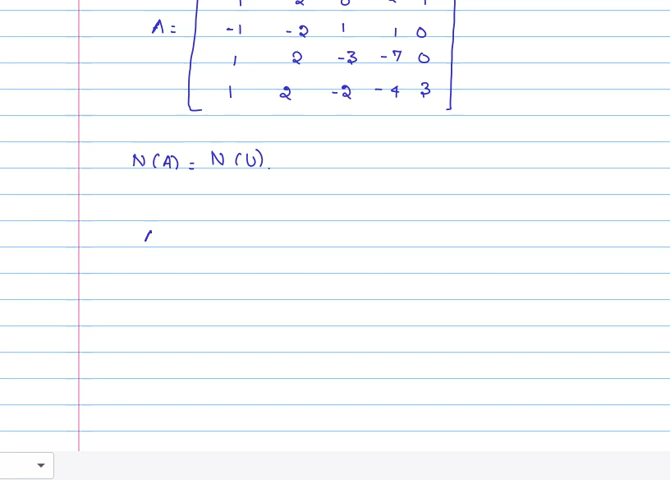 A =
-1 -2 1 1 0
1 2 -3 -7 0
1 2 -2 -4 3
N(A) = N(U).